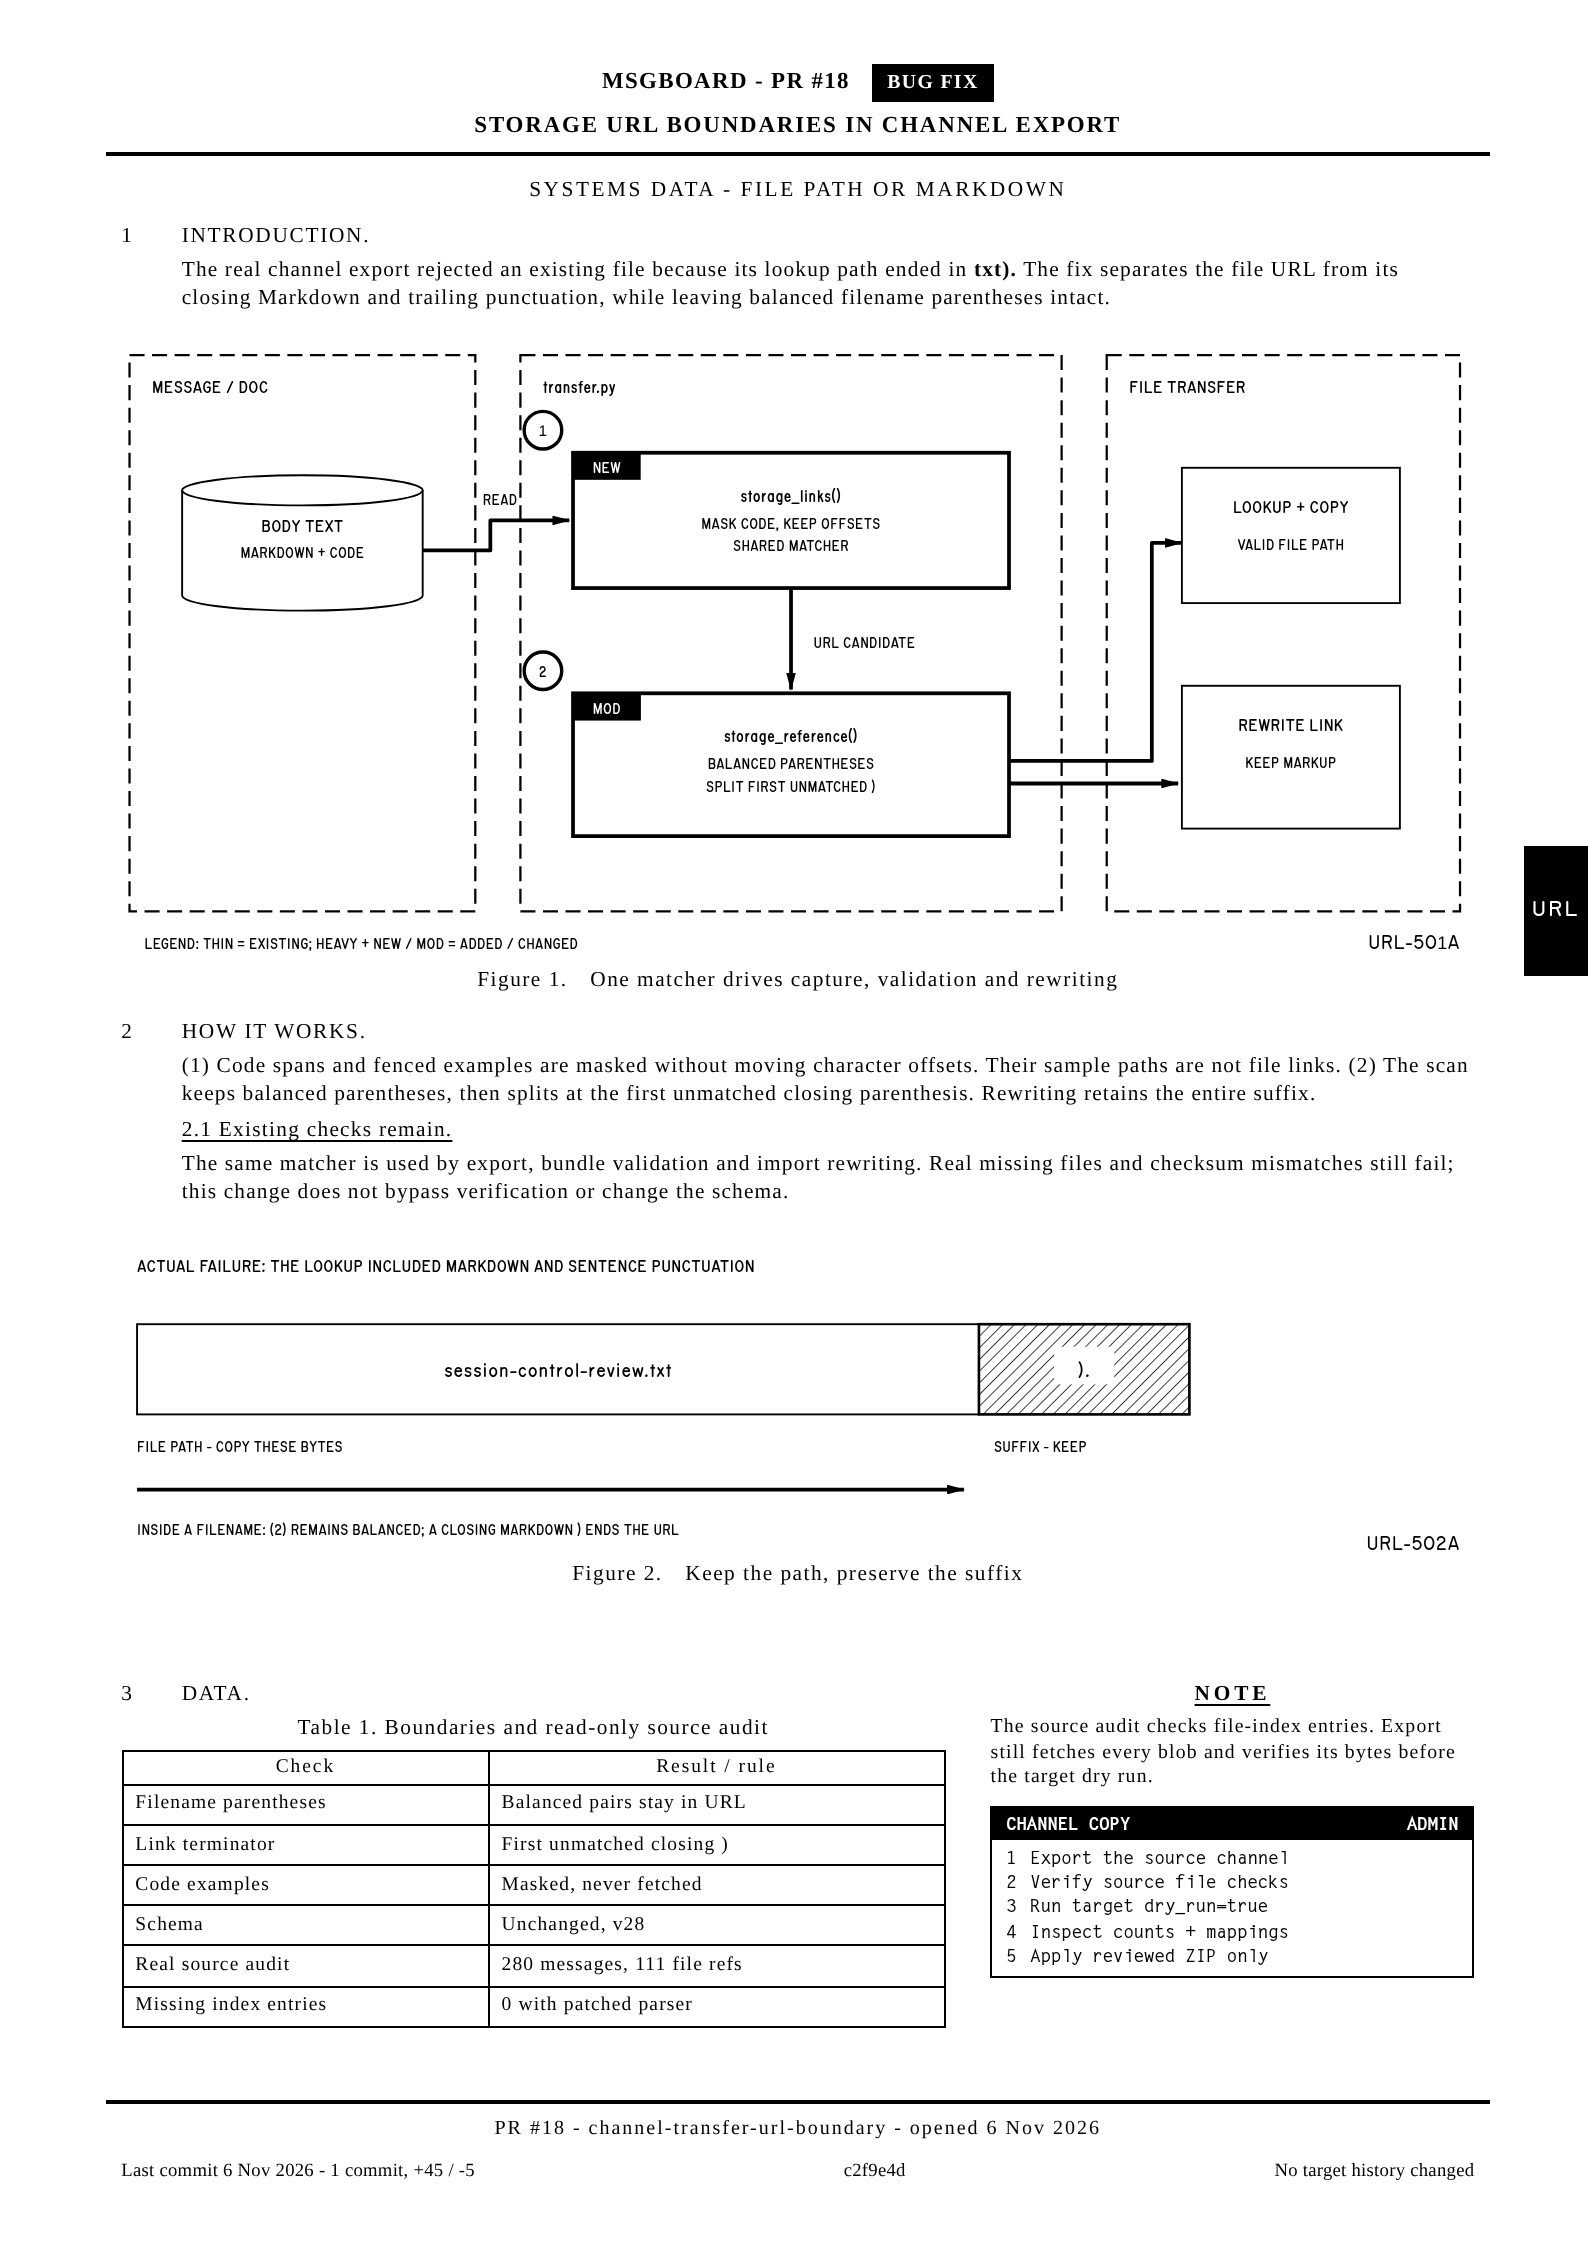 MSGBOARD - PR #18 BUG FIX
STORAGE URL BOUNDARIES IN CHANNEL EXPORT
SYSTEMS DATA - FILE PATH OR MARKDOWN
1 INTRODUCTION.
The real channel export rejected an existing file because its lookup path ended in txt). The fix separates the file URL from its
closing Markdown and trailing punctuation, while leaving balanced filename parentheses intact.
MESSAGE / DOC
BODY TEXT
MARKDOWN + CODE
READ
transfer.py
1
NEW
storage_links()
MASK CODE, KEEP OFFSETS
SHARED MATCHER
URL CANDIDATE
2
MOD
storage_reference()
BALANCED PARENTHESES
SPLIT FIRST UNMATCHED )
FILE TRANSFER
LOOKUP + COPY
VALID FILE PATH
REWRITE LINK
KEEP MARKUP
URL
LEGEND: THIN = EXISTING; HEAVY + NEW / MOD = ADDED / CHANGED
URL-501A
Figure 1. One matcher drives capture, validation and rewriting
2 HOW IT WORKS.
(1) Code spans and fenced examples are masked without moving character offsets. Their sample paths are not file links. (2) The scan
keeps balanced parentheses, then splits at the first unmatched closing parenthesis. Rewriting retains the entire suffix.
2.1 Existing checks remain.
The same matcher is used by export, bundle validation and import rewriting. Real missing files and checksum mismatches still fail;
this change does not bypass verification or change the schema.
ACTUAL FAILURE: THE LOOKUP INCLUDED MARKDOWN AND SENTENCE PUNCTUATION
session-control-review.txt ).
FILE PATH - COPY THESE BYTES SUFFIX - KEEP
INSIDE A FILENAME: (2) REMAINS BALANCED; A CLOSING MARKDOWN ) ENDS THE URL
URL-502A
Figure 2. Keep the path, preserve the suffix
3 DATA.
Table 1. Boundaries and read-only source audit
Check Result / rule
Filename parentheses Balanced pairs stay in URL
Link terminator First unmatched closing )
Code examples Masked, never fetched
Schema Unchanged, v28
Real source audit 280 messages, 111 file refs
Missing index entries 0 with patched parser
NOTE
The source audit checks file-index entries. Export
still fetches every blob and verifies its bytes before
the target dry run.
CHANNEL COPY ADMIN
1 Export the source channel
2 Verify source file checks
3 Run target dry_run=true
4 Inspect counts + mappings
5 Apply reviewed ZIP only
PR #18 - channel-transfer-url-boundary - opened 6 Nov 2026
Last commit 6 Nov 2026 - 1 commit, +45 / -5 c2f9e4d No target history changed